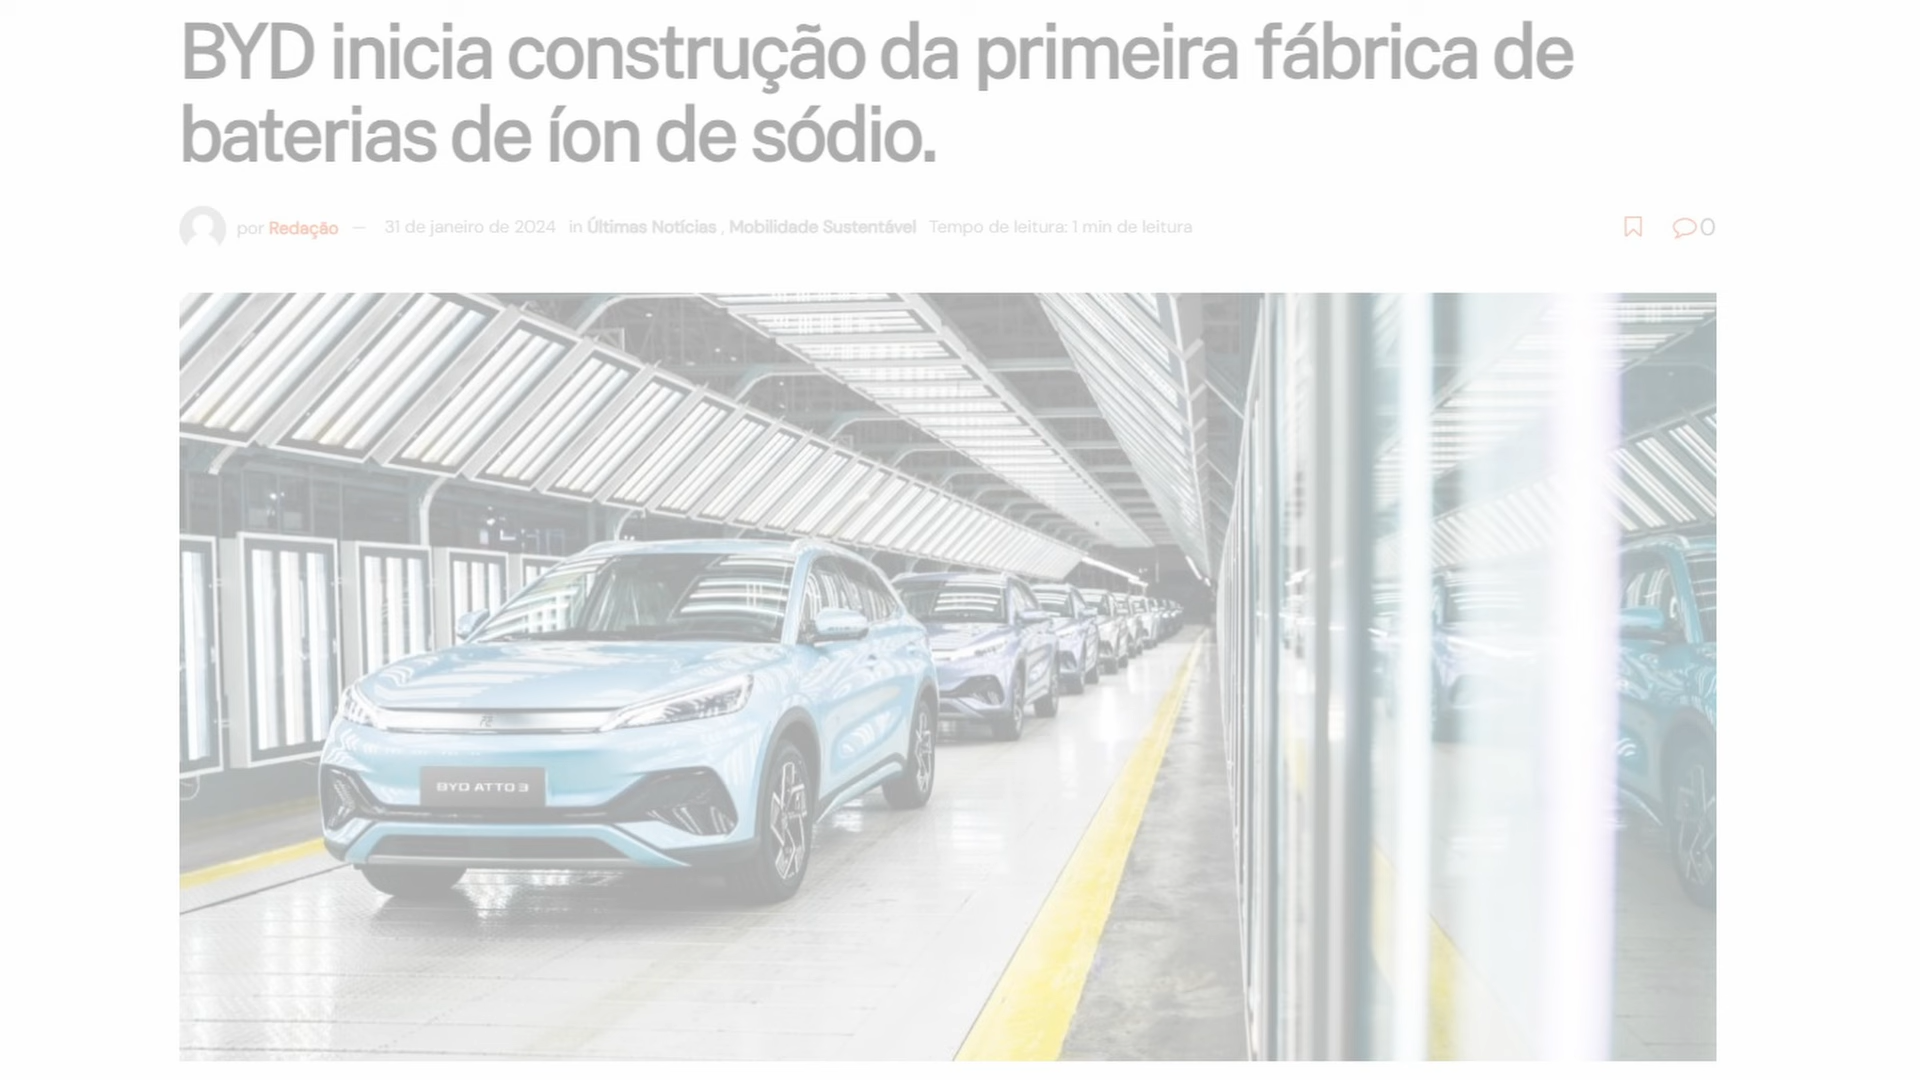 BYD inicia construção da primeira fábrica de
baterias de íon de sódio.
por Redação — 31 de janeiro de 2024 in Últimas Notícias , Mobilidade Sustentável Tempo de leitura: 1 min de leitura 0
BYD ATTO 3